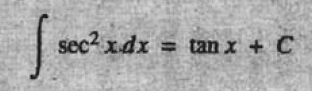 ∫ sec² x.dx = tan x + C